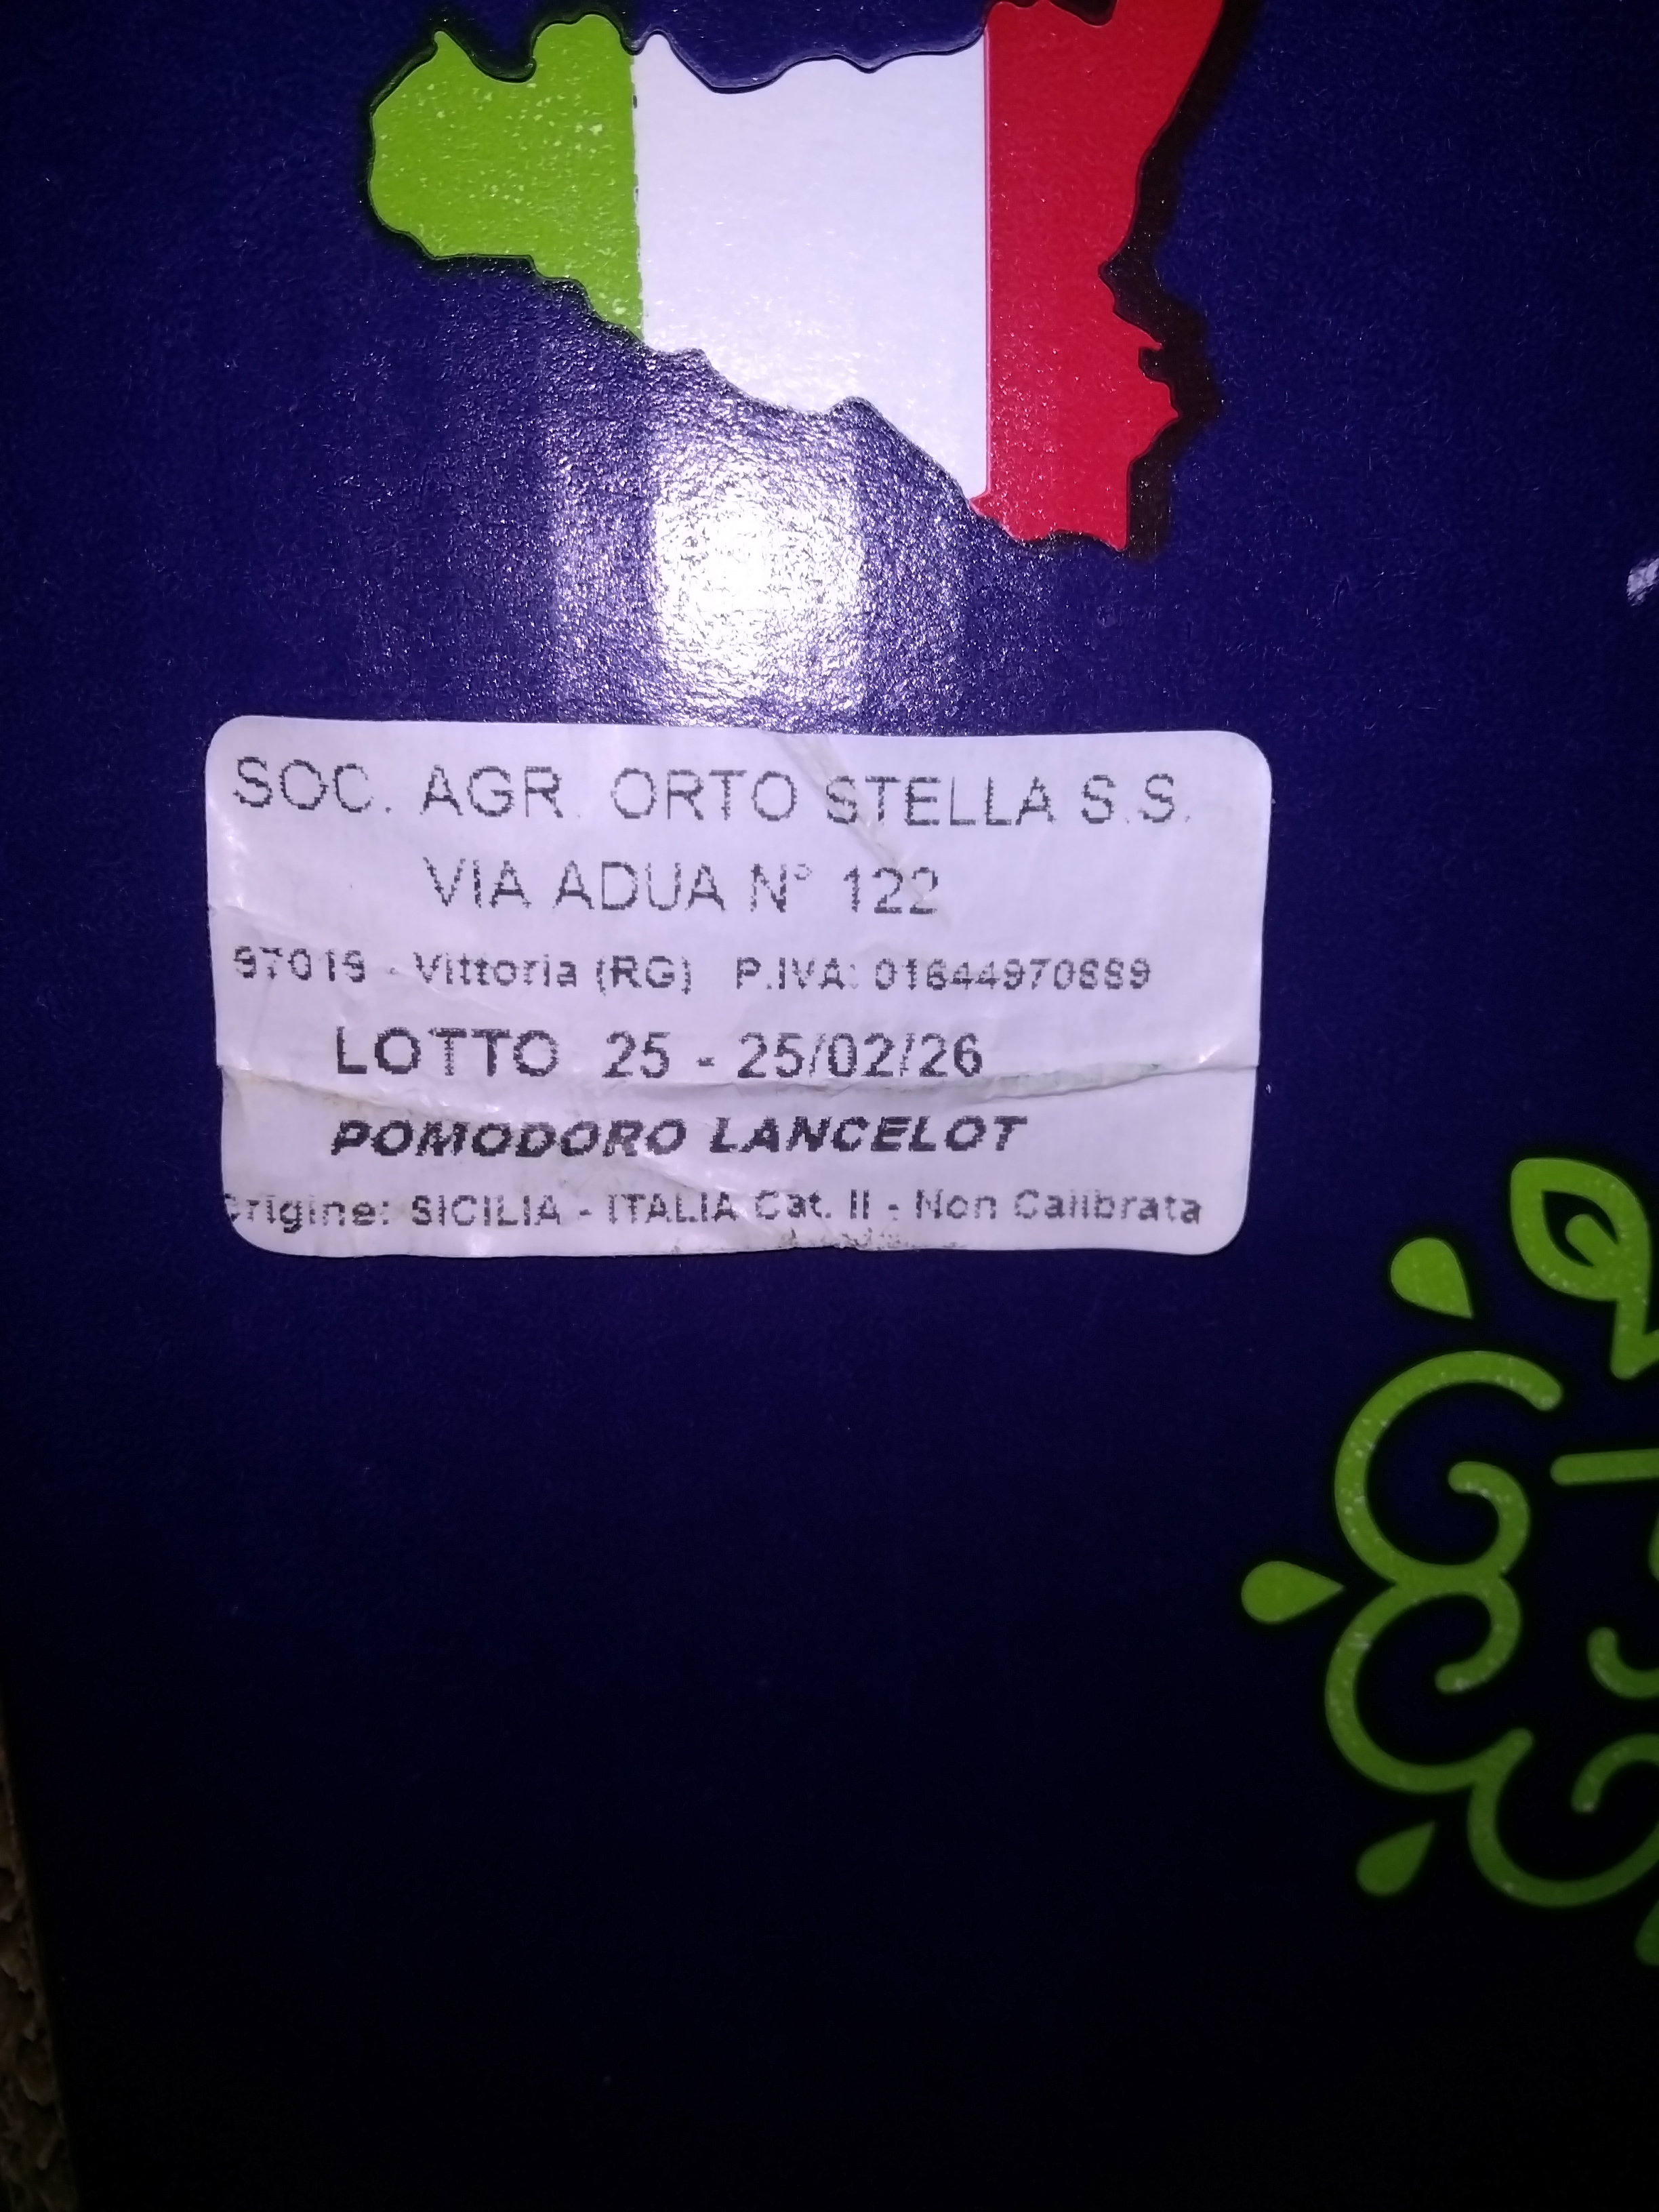 SOC. AGR. ORTO STELLA S.S.
VIA ADUA N° 122
97019 - Vittoria (RG) P.IVA:
LOTTO 25 - 25/02/26
POMODORO LANCELOT
Origine: SICILIA - ITALIA Cat. II - Non Calibrata